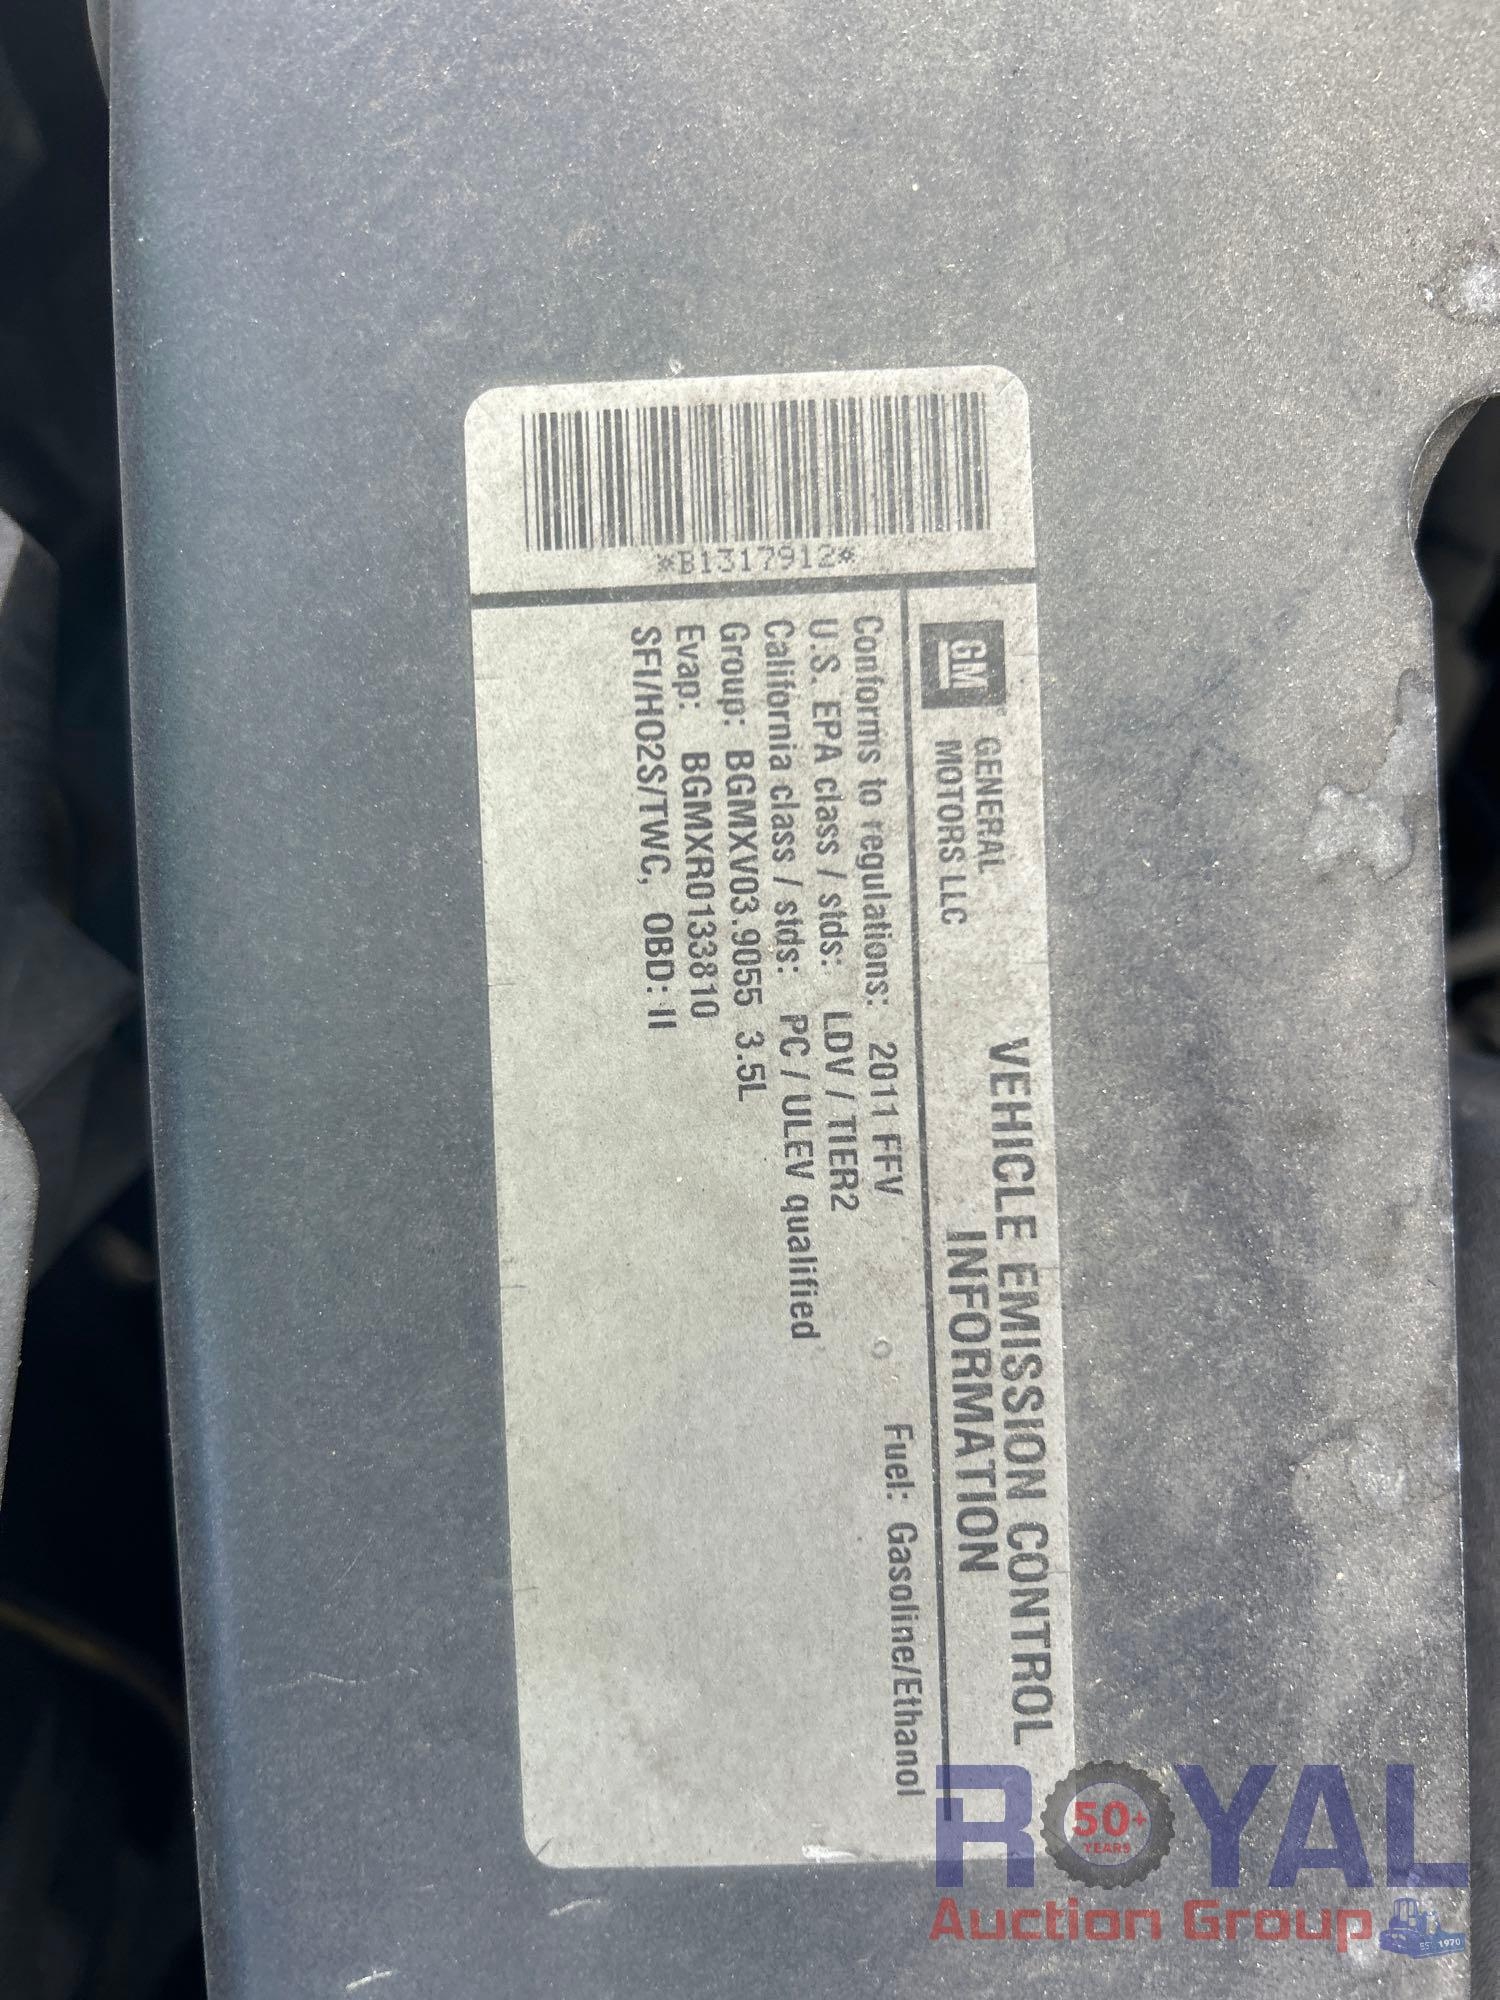 *B1317912*
GM GENERAL MOTORS LLC
VEHICLE EMISSION CONTROL
INFORMATION
Conforms to regulations: 2011 FFV Fuel: Gasoline/Ethanol
U.S. EPA class / stds: LDV / TIER2
California class / stds: PC / ULEV qualified
Group: BGMXV03.9055 3.5L
Evap: BGMXR0133810
SFI/HO2S/TWC, OBD: II
ROYAL
50+
YEARS
Auction Group
EST. 1970